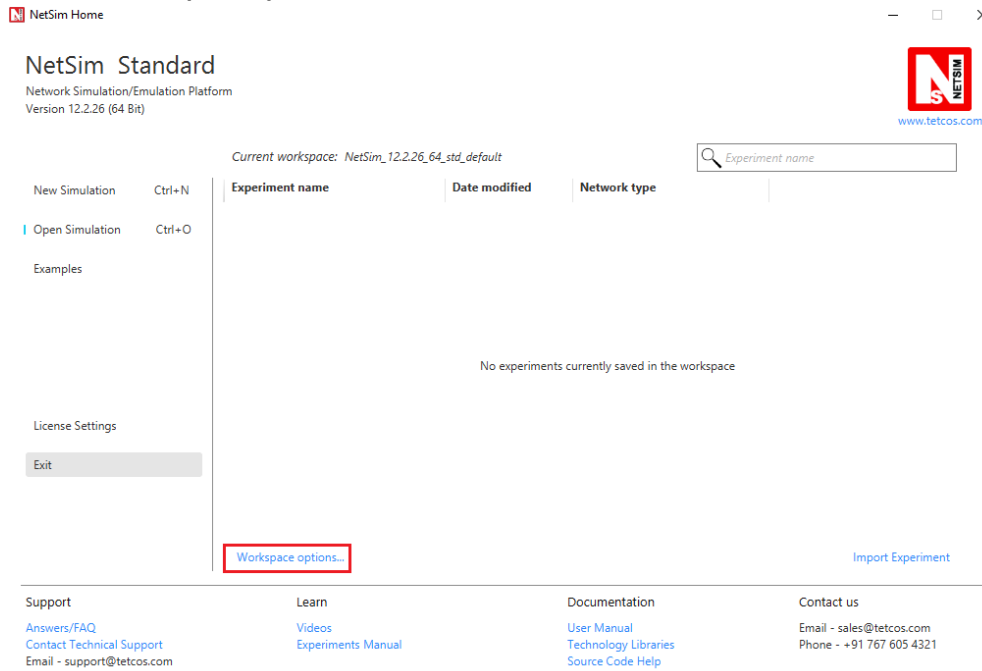 NetSim Home
NetSim Standard
Network Simulation/Emulation Platform
Version 12.2.26 (64 Bit)
NS
NETSIM
www.tetcos.com
Current workspace: NetSim_12.2.26_64_std_default
Experiment name
New Simulation Ctrl+N
Experiment name Date modified Network type
Open Simulation Ctrl+O
Examples
No experiments currently saved in the workspace
License Settings
Exit
Workspace options...
Import Experiment
Support Learn Documentation Contact us
Answers/FAQ Videos User Manual Email - sales@tetcos.com
Contact Technical Support Experiments Manual Technology Libraries Phone - +91 767 605 4321
Email - support@tetcos.com Source Code Help